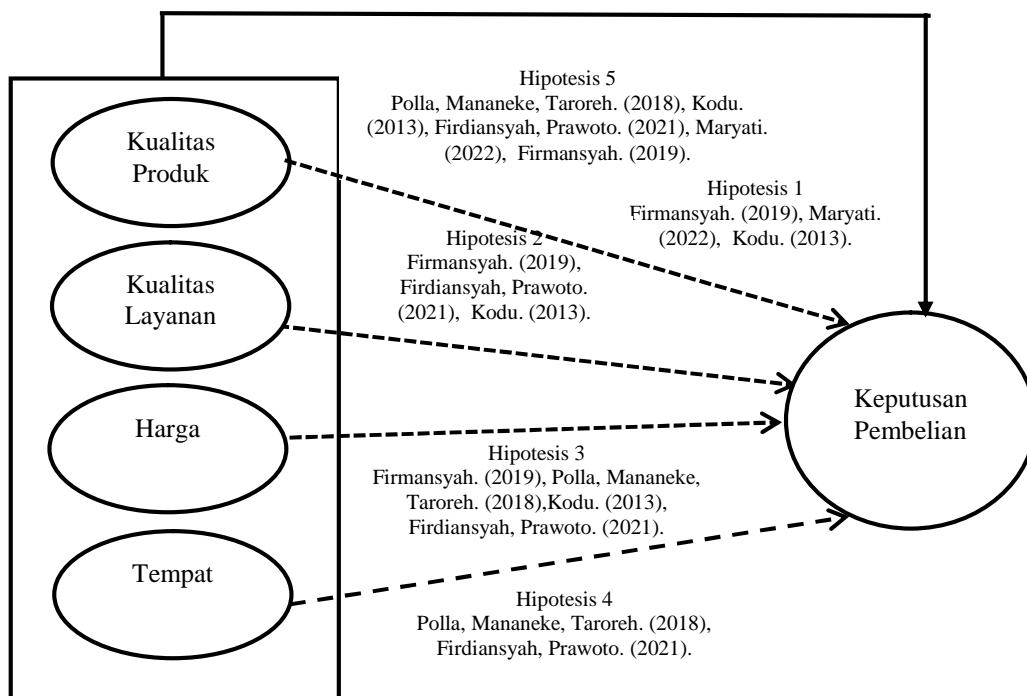 Hipotesis 5
Polla, Mananeke, Taroreh. (2018), Kodu.
(2013), Firdiansyah, Prawoto. (2021), Maryati.
(2022), Firmansyah. (2019).
Kualitas
Produk
Hipotesis 1
Firmansyah. (2019), Maryati.
(2022), Kodu. (2013).
Hipotesis 2
Firmansyah. (2019),
Firdiansyah, Prawoto.
(2021), Kodu. (2013).
Kualitas
Layanan
Keputusan
Pembelian
Harga
Hipotesis 3
Firmansyah. (2019), Polla, Mananeke,
Taroreh. (2018),Kodu. (2013),
Firdiansyah, Prawoto. (2021).
Tempat
Hipotesis 4
Polla, Mananeke, Taroreh. (2018),
Firdiansyah, Prawoto. (2021).